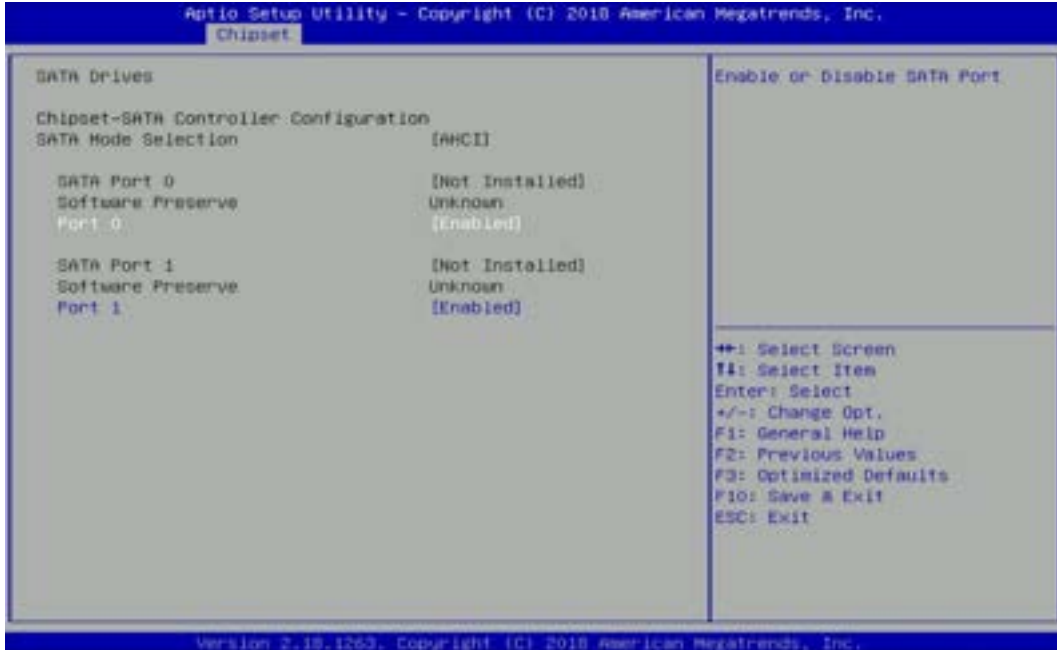 Aptio Setup Utility - Copyright (C) 2018 American Megatrends, Inc.
Chipset
SATA Drives
Enable or Disable SATA Port
Chipset-SATA Controller Configuration
SATA Mode Selection [AHCI]
SATA Port 0 [Not Installed]
Software Preserve Unknown
Port 0 [Enabled]
SATA Port 1 [Not Installed]
Software Preserve Unknown
Port 1 [Enabled]
→←: Select Screen
↑↓: Select Item
Enter: Select
+/-: Change Opt.
F1: General Help
F2: Previous Values
F3: Optimized Defaults
F10: Save & Exit
ESC: Exit
Version 2.18.1263. Copyright (C) 2018 American Megatrends, Inc.